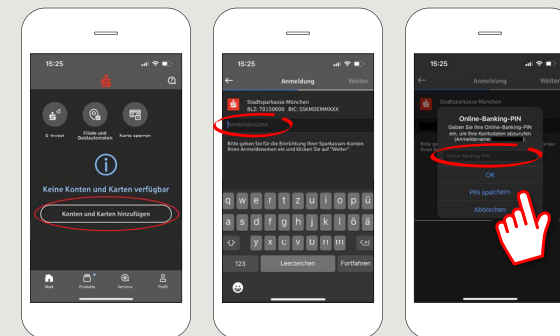 15:25
S-Invest
Filiale und
Geldautomaten
Karte sperren
Keine Konten und Karten verfügbar
Konten und Karten hinzufügen
Start
Produkte
Services
Profil
15:25
Anmeldung
Weiter
Stadtsparkasse München
BLZ: 70150000 BIC: SSKMDEMMXXX
Anmeldename
Bitte geben Sie für die Einrichtung Ihrer Sparkassen-Konten
Ihren Anmeldenamen ein und klicken Sie auf "Weiter".
q w e r t z u i o p ü
a s d f g h j k l ö ä
y x c v b n m
123
Leerzeichen
Fortfahren
15:25
Anmeldung
Weiter
Stadtsparkasse München
Online-Banking-PIN
Geben Sie Ihre Online-Banking-PIN
ein, um Ihre Kontodaten abzurufen
(Anmeldename: ).
Online-Banking-PIN
OK
PIN speichern
Abbrechen